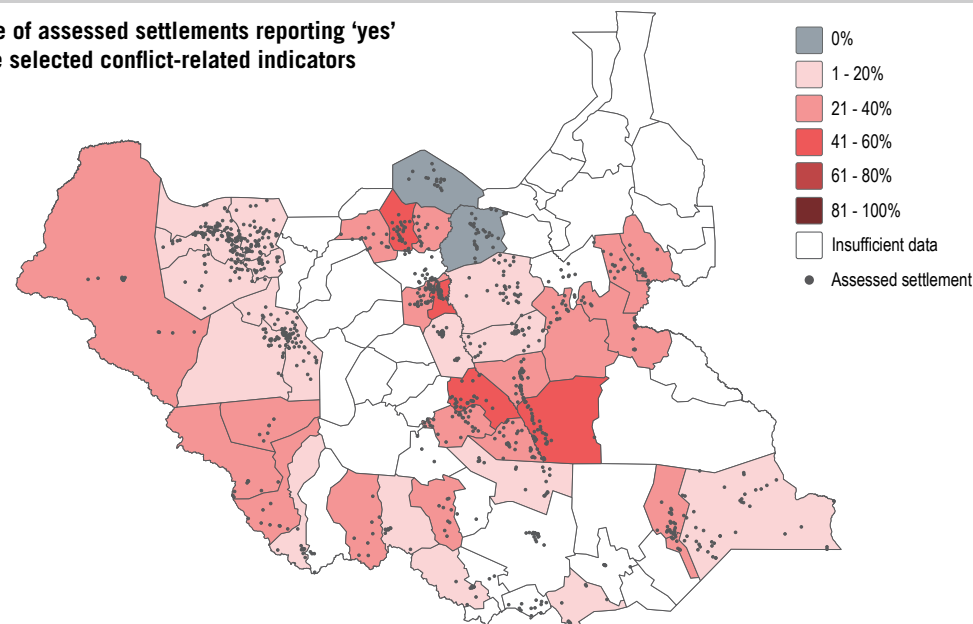 of assessed settlements reporting ‘yes’
selected conflict-related indicators
0%
1 - 20%
21 - 40%
41 - 60%
61 - 80%
81 - 100%
Insufficient data
Assessed settlement